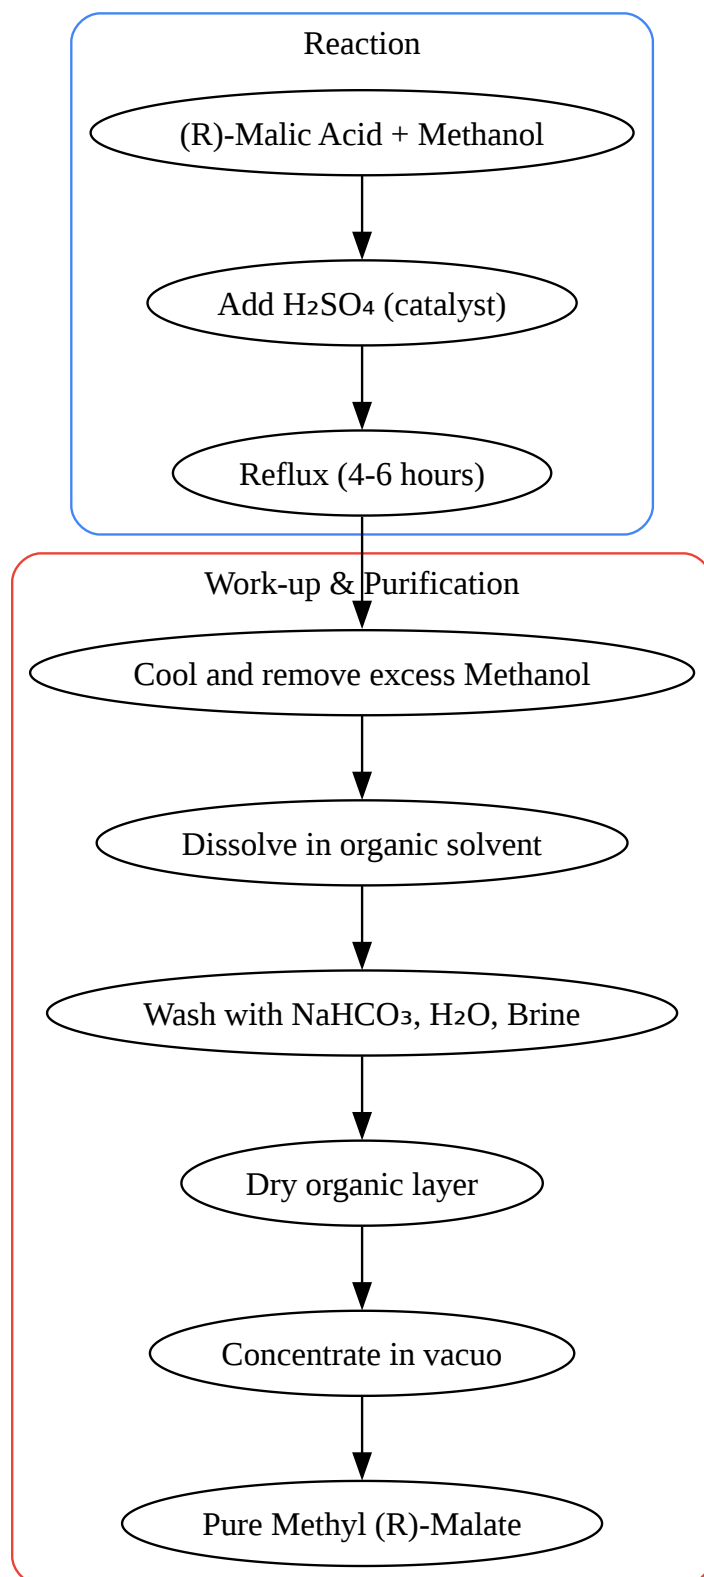 Reaction
(R)-Malic Acid + Methanol
Add H₂SO₄ (catalyst)
Reflux (4-6 hours)
Work-up & Purification
Cool and remove excess Methanol
Dissolve in organic solvent
Wash with NaHCO₃, H₂O, Brine
Dry organic layer
Concentrate in vacuo
Pure Methyl (R)-Malate